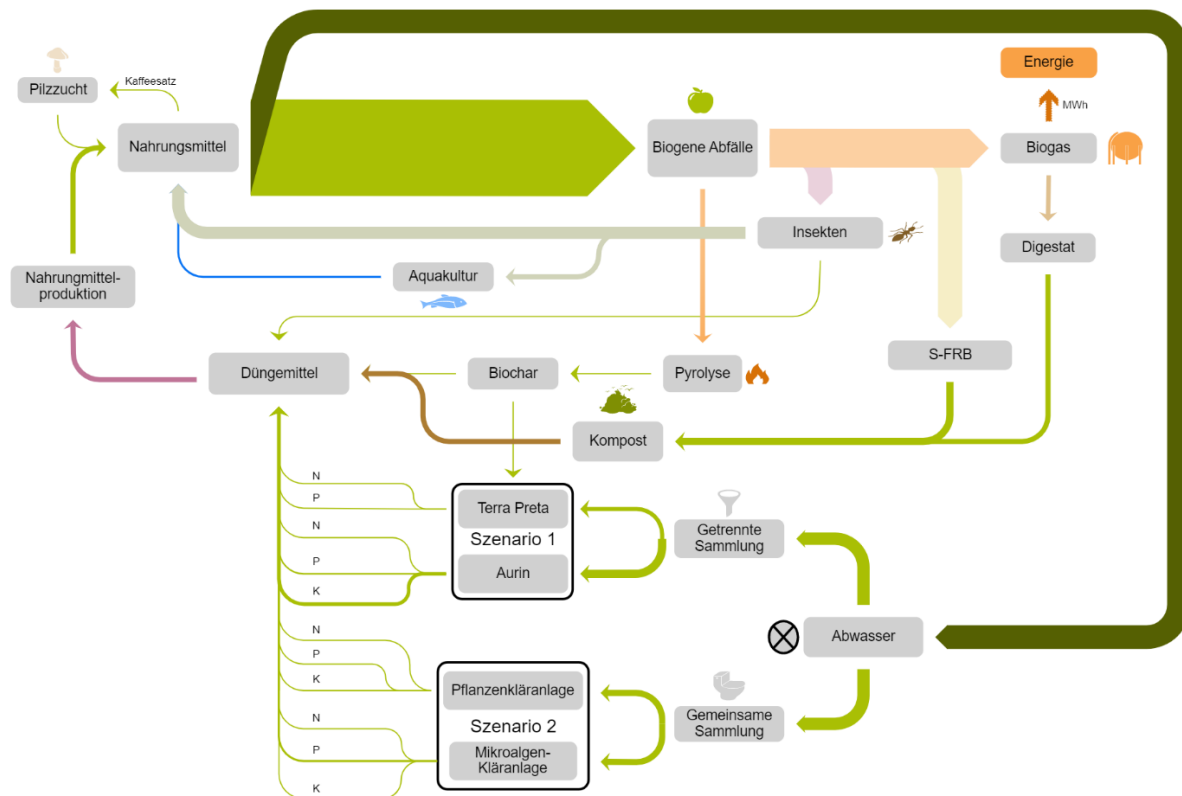 Energie
Pilzzucht
Kaffeesatz
MWh
Nahrungsmittel
Biogene Abfälle
Biogas
Insekten
Digestat
Nahrungmittel-
produktion
Aquakultur
S-FRB
Düngemittel
Biochar
Pyrolyse
Kompost
N
P
Terra Preta
Szenario 1
Aurin
Getrennte
Sammlung
N
P
K
Abwasser
N
P
K
Pflanzenkläranlage
Szenario 2
Mikroalgen-
Kläranlage
Gemeinsame
Sammlung
N
P
K